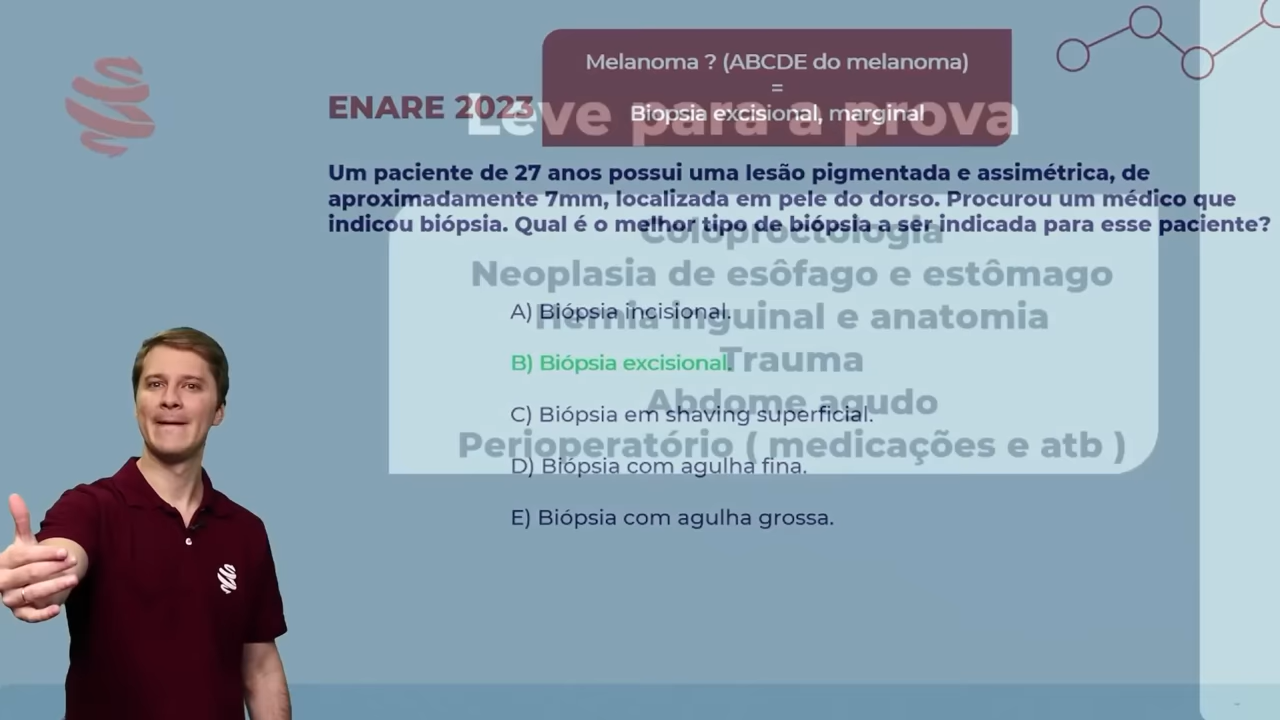 Melanoma ? (ABCDE do melanoma)
=
Biopsia excisional, marginal
ENARE 2023
Leve para a prova
Um paciente de 27 anos possui uma lesão pigmentada e assimétrica, de
aproximadamente 7mm, localizada em pele do dorso. Procurou um médico que
indicou biópsia. Qual é o melhor tipo de biópsia a ser indicada para esse paciente?
Coloproctologia
Neoplasia de esôfago e estômago
A) Biópsia incisional.
Hérnia inguinal e anatomia
B) Biópsia excisional.
Trauma
Abdome agudo
C) Biópsia em shaving superficial.
Perioperatório ( medicações e atb )
D) Biópsia com agulha fina.
E) Biópsia com agulha grossa.